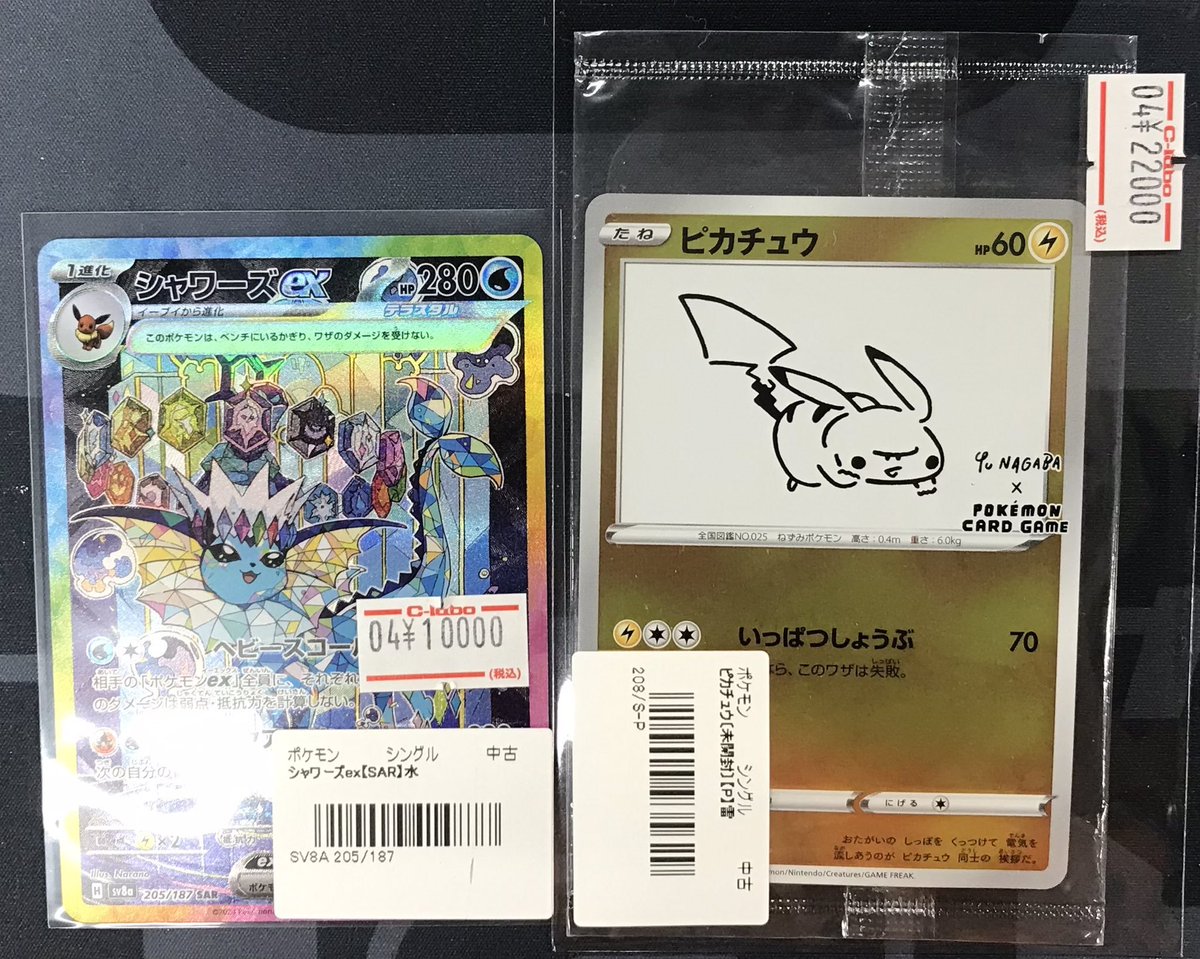 1進化
シャワーズex
HP280
イーブイから進化
テラスタル
このポケモンは、ベンチにいるかぎり、ワザのダメージを受けない。
ヘビースコール
相手の「ポケモンex」全員に、それぞれ
のダメージは弱点・抵抗力を計算しない。
次の自分の
×2
Illus. Narano
H sv8a 205/187 SAR
C-labo
04¥10000
(税込)
ポケモン シングル 中古
シャワーズex【SAR】水
SV8A 205/187
たね
ピカチュウ
HP60
YU NAGABA
×
POKÉMON
CARD GAME
全国図鑑NO.025 ねずみポケモン 高さ:0.4m 重さ:6.0kg
いっぱつしょうぶ 70
なら、このワザは失敗。
にげる
おたがいの しっぽを くっつけて 電気を
流しあうのが ピカチュウ 同士の 挨拶だ。
mon/Nintendo/Creatures/GAME FREAK.
C-labo
04¥22000
(税込)
ポケモン シングル 中古
ピカチュウ(未開封)【P】雷
208/S-P